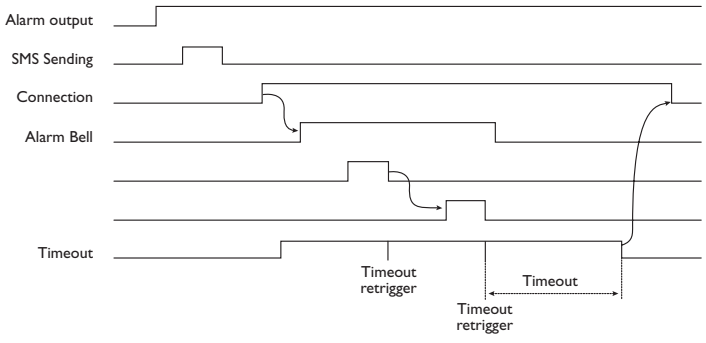 Alarm output
SMS Sending
Connection
Alarm Bell
Timeout
Timeout
retrigger
Timeout
Timeout
retrigger